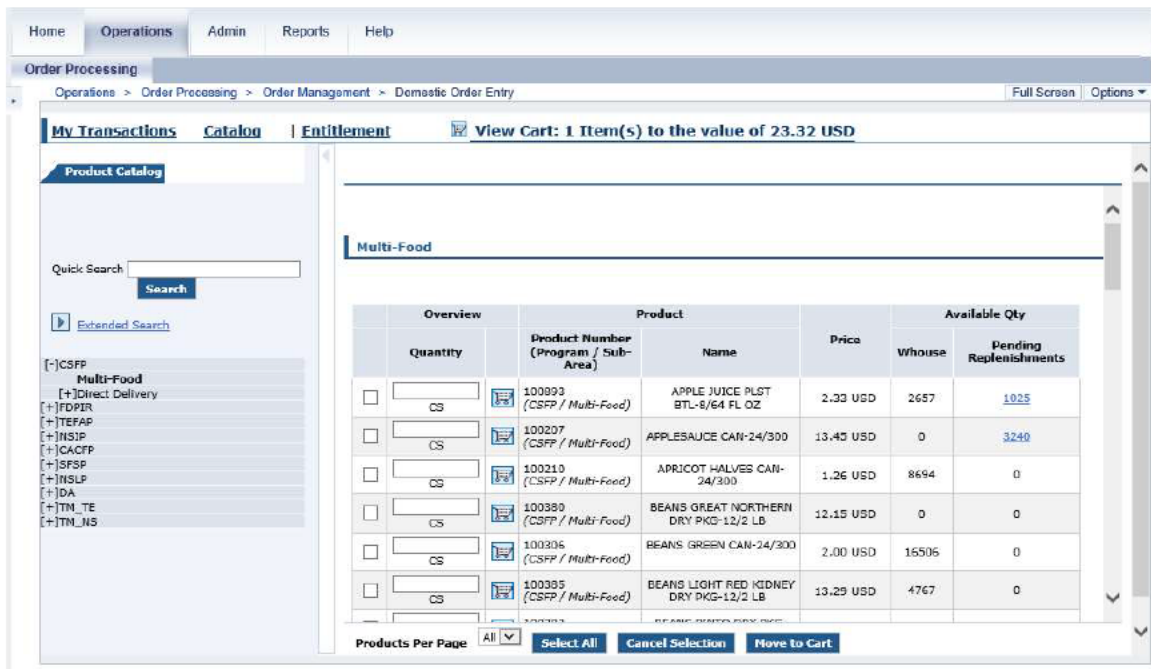 Home Operations Admin Reports Help
Order Processing
Operations > Order Processing > Order Management > Domestic Order Entry Full Screen Options
My Transactions Catalog | Entitlement View Cart: 1 Item(s) to the value of 23.32 USD
Product Catalog
Quick Search
Search
Extended Search
[-]CSFP
Multi-Food
[+]Direct Delivery
[+]FDPIR
[+]TEFAP
[+]NSIP
[+]CACFP
[+]SFSP
[+]NSLP
[+]DA
[+]TM_TE
[+]TM_NS
Multi-Food
Overview Product Price Available Qty
Quantity Product Number (Program / Sub-Area) Name Whouse Pending Replenishments
CS 100893 (CSFP / Multi-Food) APPLE JUICE PLST BTL-8/64 FL OZ 2.33 USD 2657 1025
CS 100207 (CSFP / Multi-Food) APPLESAUCE CAN-24/300 13.45 USD 0 3240
CS 100210 (CSFP / Multi-Food) APRICOT HALVES CAN-24/300 1.26 USD 8694 0
CS 100380 (CSFP / Multi-Food) BEANS GREAT NORTHERN DRY PKG-12/2 LB 12.15 USD 0 0
CS 100306 (CSFP / Multi-Food) BEANS GREEN CAN-24/300 2.00 USD 16506 0
CS 100385 (CSFP / Multi-Food) BEANS LIGHT RED KIDNEY DRY PKG-12/2 LB 13.29 USD 4767 0
Products Per Page All Select All Cancel Selection Move to Cart